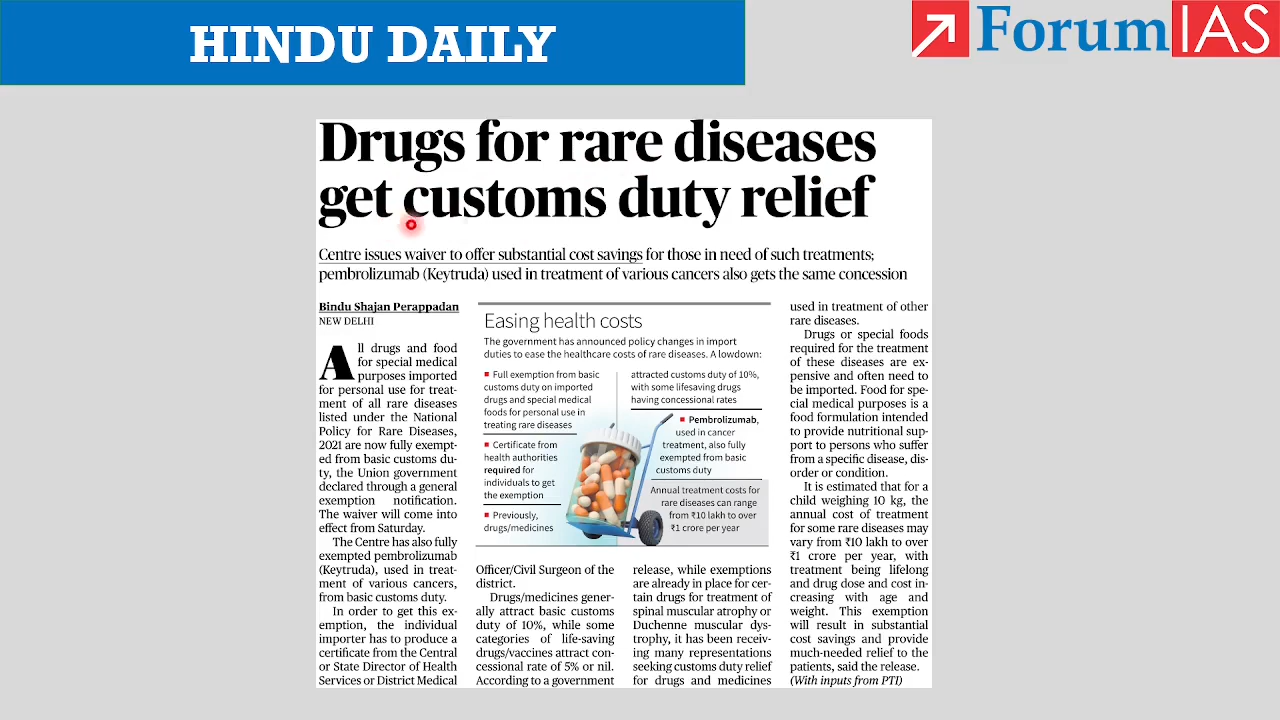 HINDU DAILY
ForumIAS
Drugs for rare diseases
get customs duty relief
Centre issues waiver to offer substantial cost savings for those in need of such treatments;
pembrolizumab (Keytruda) used in treatment of various cancers also gets the same concession
Bindu Shajan Perappadan
NEW DELHI
All drugs and food
for special medical
purposes imported
for personal use for treat-
ment of all rare diseases
listed under the National
Policy for Rare Diseases,
2021 are now fully exempt-
ed from basic customs du-
ty, the Union government
declared through a general
exemption notification.
The waiver will come into
effect from Saturday.
The Centre has also fully
exempted pembrolizumab
(Keytruda), used in treat-
ment of various cancers,
from basic customs duty.
In order to get this ex-
emption, the individual
importer has to produce a
certificate from the Central
or State Director of Health
Services or District Medical
Easing health costs
The government has announced policy changes in import
duties to ease the healthcare costs of rare diseases. A lowdown:
Full exemption from basic
customs duty on imported
drugs and special medical
foods for personal use in
treating rare diseases
Certificate from
health authorities
required for
individuals to get
the exemption
Previously,
drugs/medicines
attracted customs duty of 10%,
with some lifesaving drugs
having concessional rates
Pembrolizumab,
used in cancer
treatment, also fully
exempted from basic
customs duty
Annual treatment costs for
rare diseases can range
from ₹10 lakh to over
₹1 crore per year
Officer/Civil Surgeon of the
district.
Drugs/medicines gener-
ally attract basic customs
duty of 10%, while some
categories of life-saving
drugs/vaccines attract con-
cessional rate of 5% or nil.
According to a government
release, while exemptions
are already in place for cer-
tain drugs for treatment of
spinal muscular atrophy or
Duchenne muscular dys-
trophy, it has been receiv-
ing many representations
seeking customs duty relief
for drugs and medicines
used in treatment of other
rare diseases.
Drugs or special foods
required for the treatment
of these diseases are ex-
pensive and often need to
be imported. Food for spe-
cial medical purposes is a
food formulation intended
to provide nutritional sup-
port to persons who suffer
from a specific disease, dis-
order or condition.
It is estimated that for a
child weighing 10 kg, the
annual cost of treatment
for some rare diseases may
vary from ₹10 lakh to over
₹1 crore per year, with
treatment being lifelong
and drug dose and cost in-
creasing with age and
weight. This exemption
will result in substantial
cost savings and provide
much-needed relief to the
patients, said the release.
(With inputs from PTI)